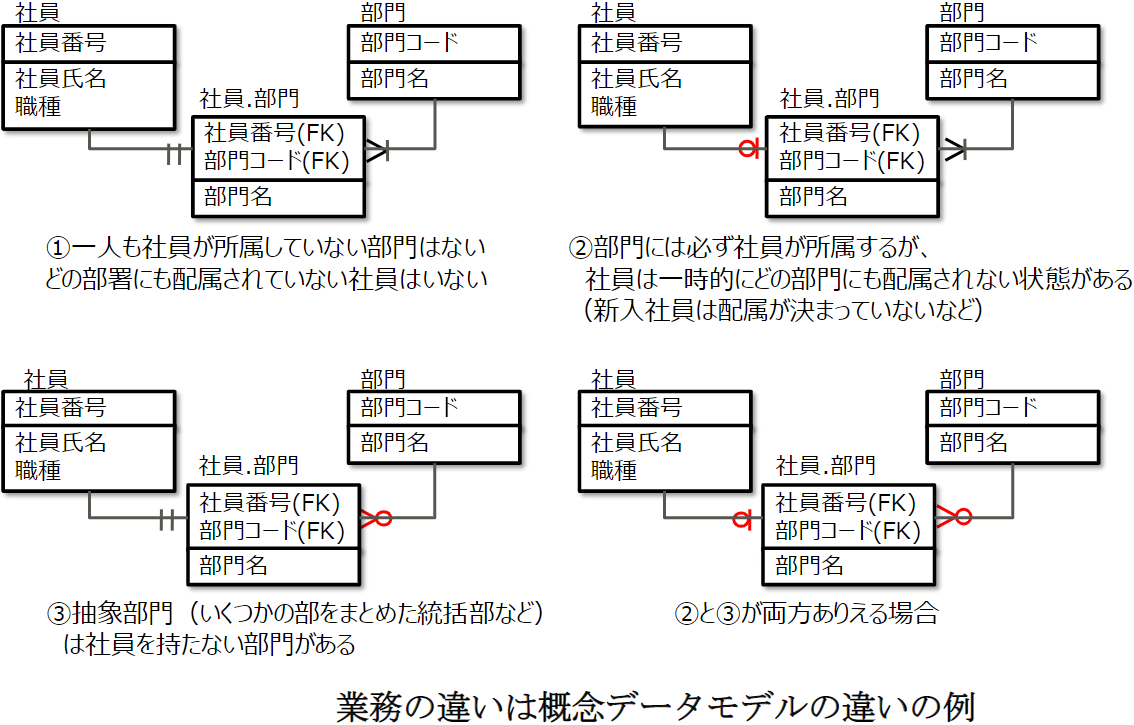 社員
社員番号
社員氏名
職種
部門
部門コード
部門名
社員.部門
社員番号(FK)
部門コード(FK)
部門名
①一人も社員が所属していない部門はない
どの部署にも配属されていない社員はいない
社員
社員番号
社員氏名
職種
部門
部門コード
部門名
社員.部門
社員番号(FK)
部門コード(FK)
部門名
②部門には必ず社員が所属するが、
社員は一時的にどの部門にも配属されない状態がある
（新入社員は配属が決まっていないなど）
社員
社員番号
社員氏名
職種
部門
部門コード
部門名
社員.部門
社員番号(FK)
部門コード(FK)
部門名
③抽象部門（いくつかの部をまとめた統括部など）
は社員を持たない部門がある
社員
社員番号
社員氏名
職種
部門
部門コード
部門名
社員.部門
社員番号(FK)
部門コード(FK)
部門名
②と③が両方ありえる場合
業務の違いは概念データモデルの違いの例